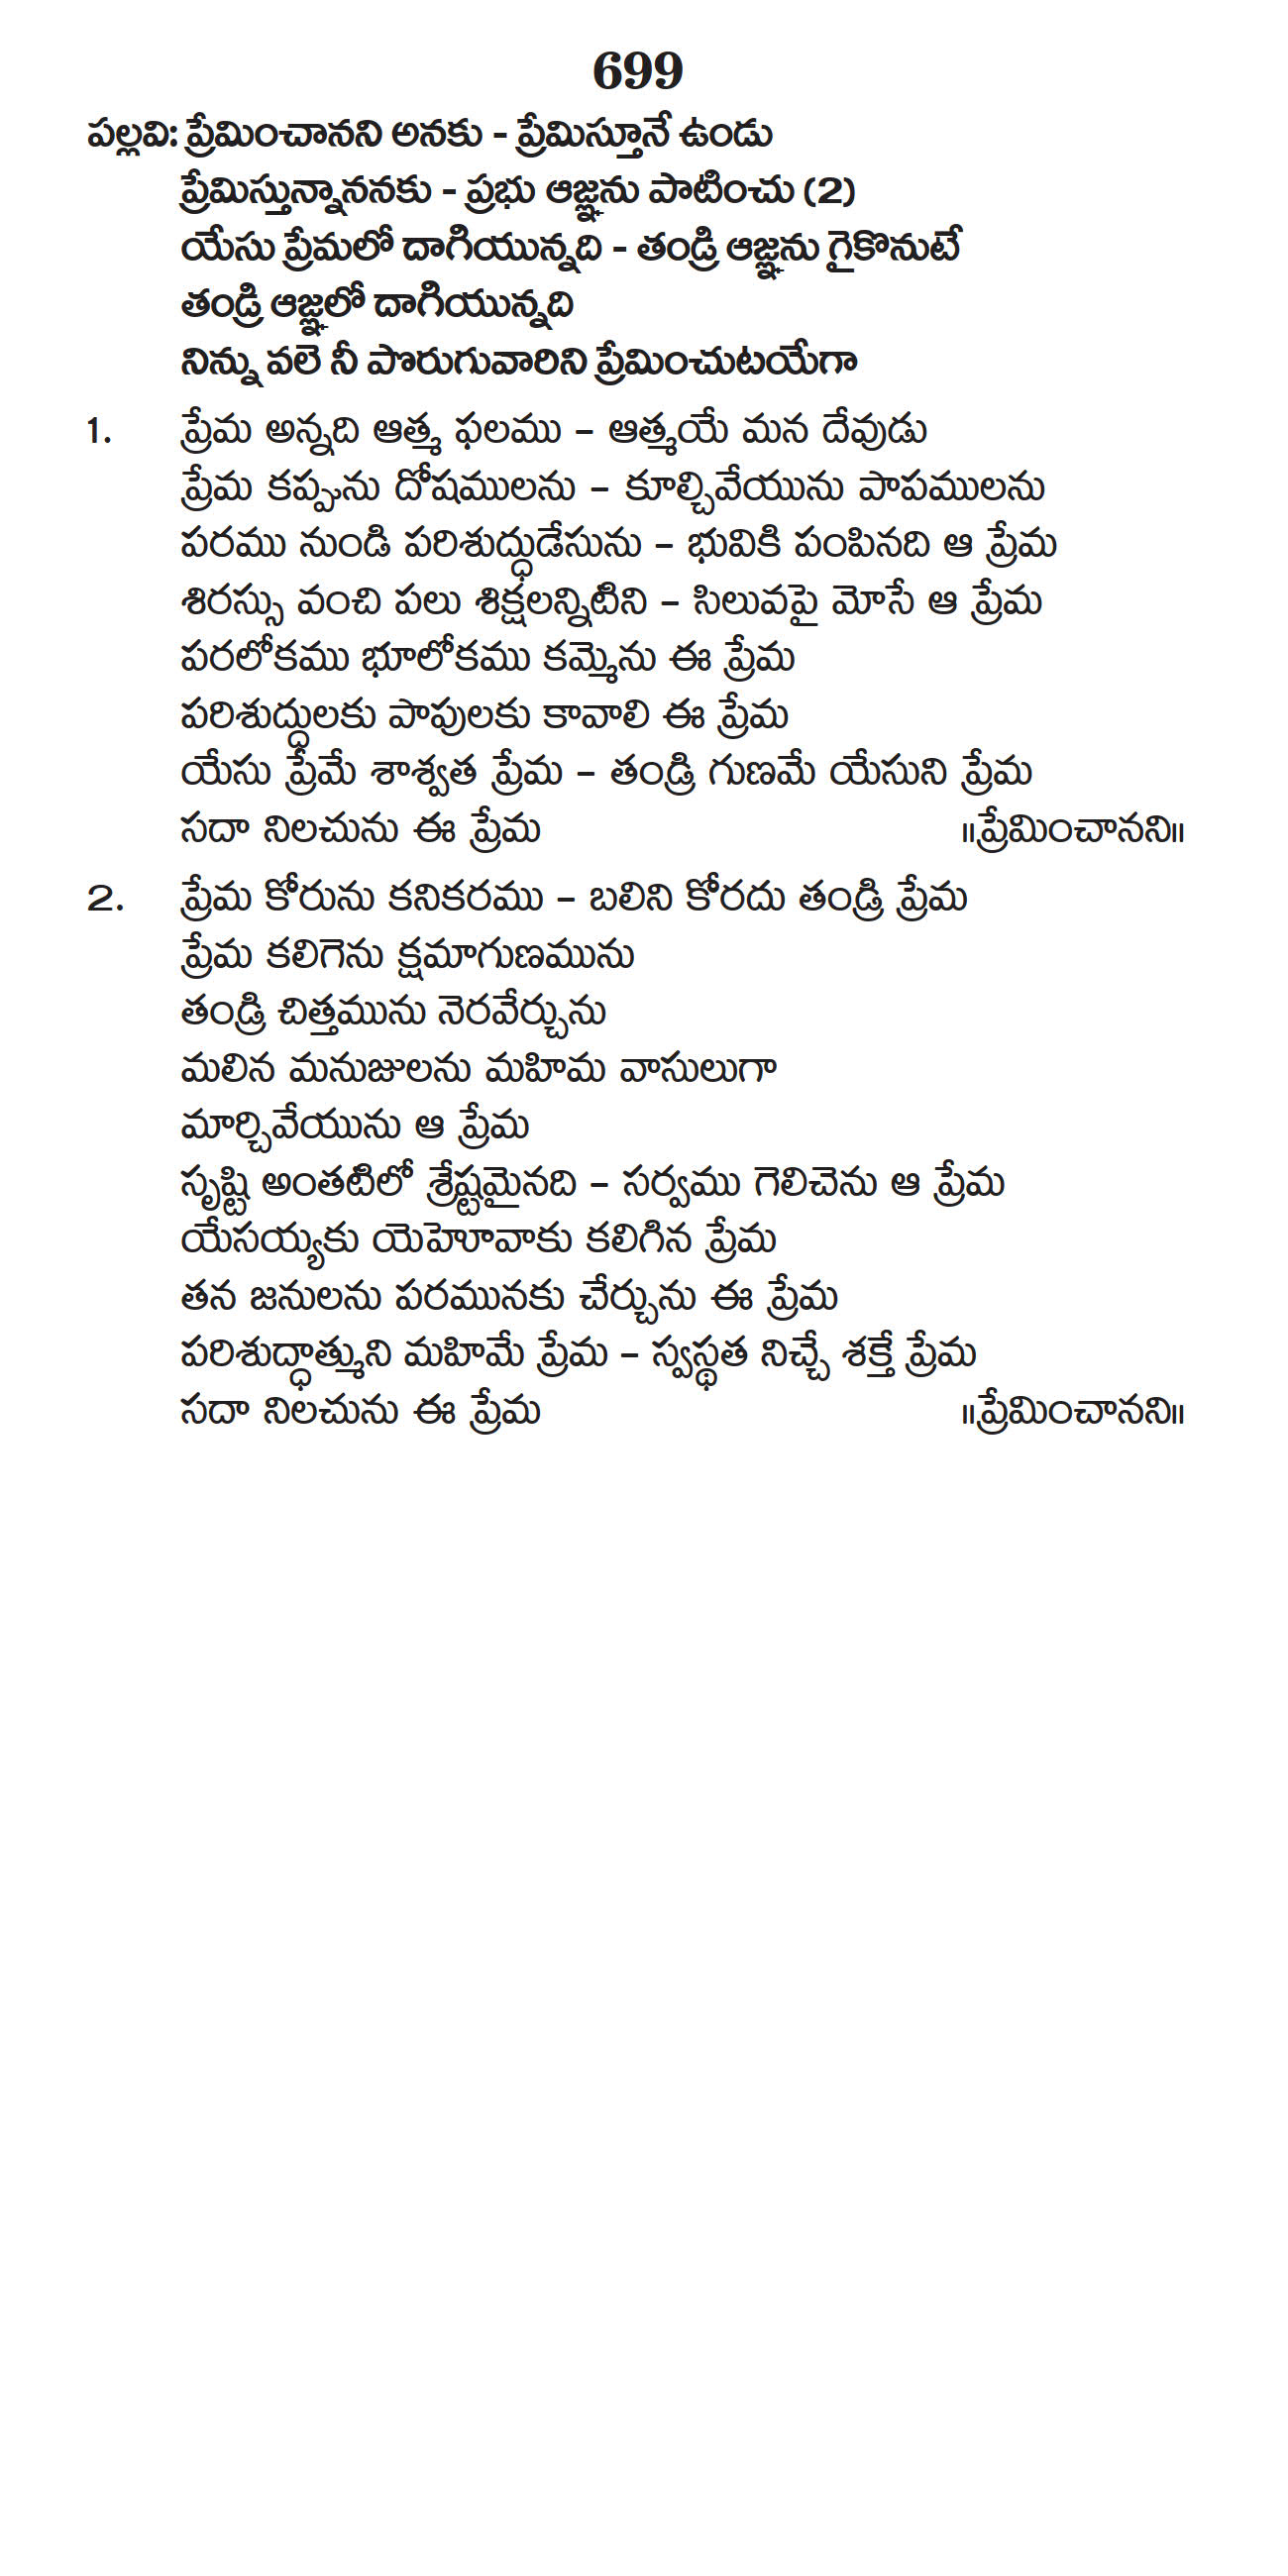 699
పల్లవి: ప్రేమించానని అనకు - ప్రేమిస్తూనే ఉండు
ప్రేమిస్తున్నాననకు - ప్రభు ఆజ్ఞను పాటించు (2)
యేసు ప్రేమలో దాగియున్నది - తండ్రి ఆజ్ఞను గైకొనుటే
తండ్రి ఆజ్ఞలో దాగియున్నది
నిన్ను వలె నీ పొరుగువారిని ప్రేమించుటయేగా
1. ప్రేమ అన్నది ఆత్మ ఫలము – ఆత్మయే మన దేవుడు
ప్రేమ కప్పును దోషములను – కూల్చివేయును పాపములను
పరము నుండి పరిశుద్ధుడేసును – భువికి పంపినది ఆ ప్రేమ
శిరస్సు వంచి పలు శిక్షలన్నిటిని – సిలువపై మోసే ఆ ప్రేమ
పరలోకము భూలోకము కమ్మెను ఈ ప్రేమ
పరిశుద్ధులకు పాపులకు కావాలి ఈ ప్రేమ
యేసు ప్రేమే శాశ్వత ప్రేమ – తండ్రి గుణమే యేసుని ప్రేమ
సదా నిలచును ఈ ప్రేమ ॥ప్రేమించానని॥
2. ప్రేమ కోరును కనికరము – బలిని కోరదు తండ్రి ప్రేమ
ప్రేమ కలిగెను క్షమాగుణమును
తండ్రి చిత్తమును నెరవేర్చును
మలిన మనుజులను మహిమ వాసులుగా
మార్చివేయును ఆ ప్రేమ
సృష్టి అంతటిలో శ్రేష్టమైనది – సర్వము గెలిచెను ఆ ప్రేమ
యేసయ్యకు యెహెూవాకు కలిగిన ప్రేమ
తన జనులను పరమునకు చేర్చును ఈ ప్రేమ
పరిశుద్ధాత్ముని మహిమే ప్రేమ – స్వస్థత నిచ్చే శక్తే ప్రేమ
సదా నిలచును ఈ ప్రేమ ॥ప్రేమించానని॥